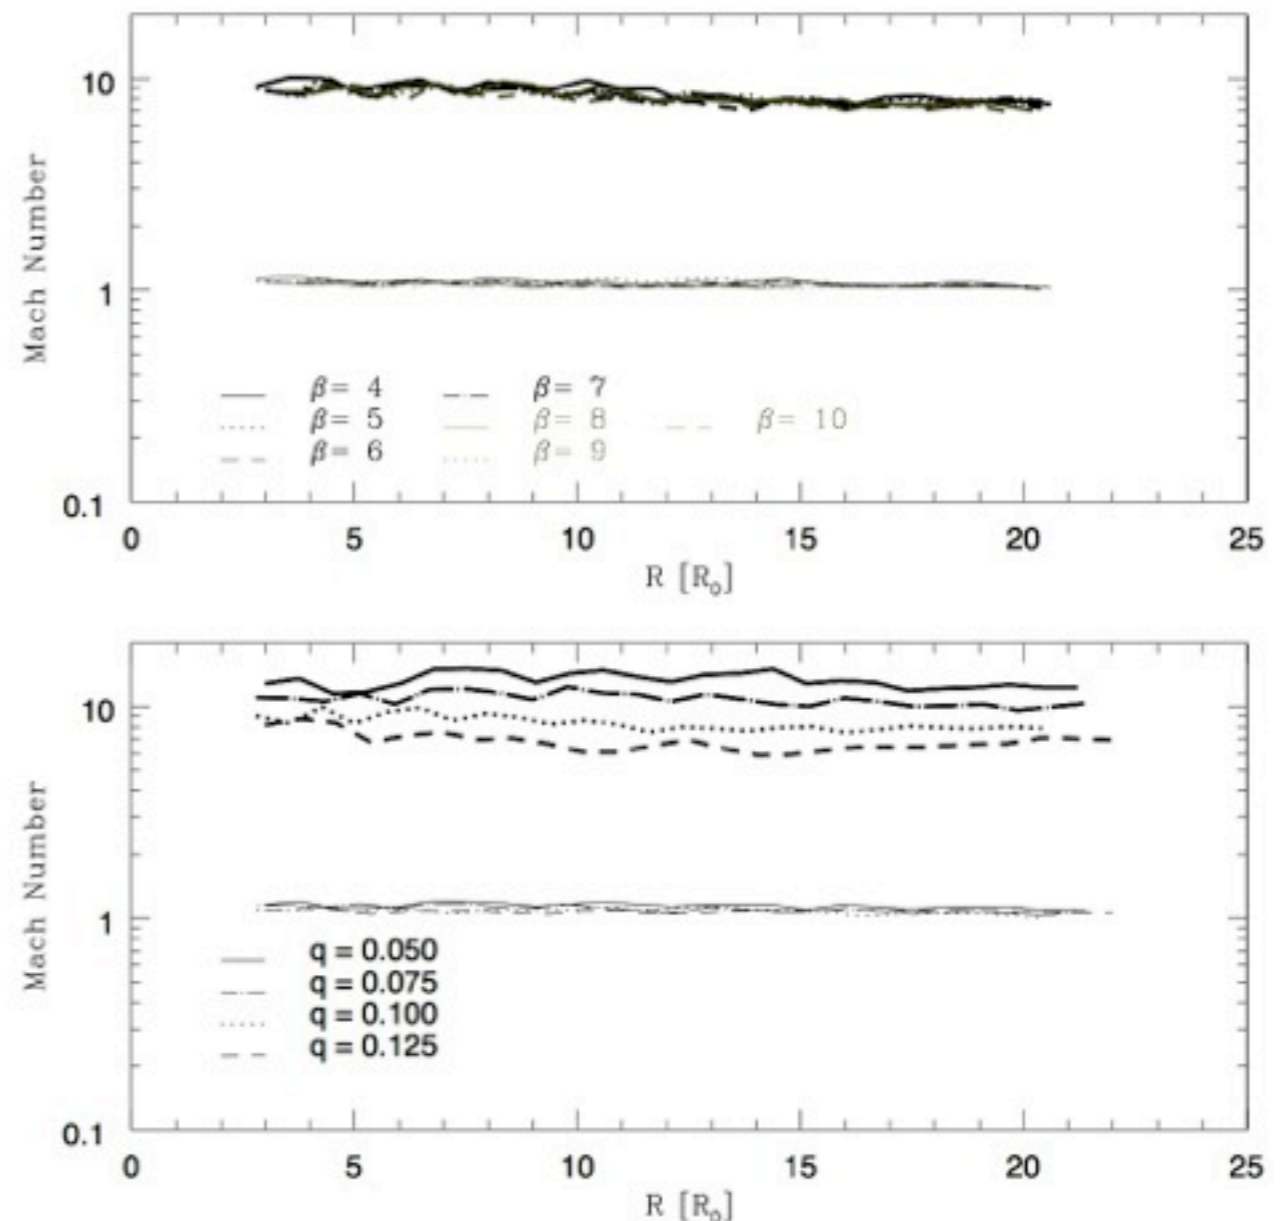 10
1
0.1
Mach Number
β= 4
β= 5
β= 6
β= 7
β= 8
β= 9
β= 10
0 5 10 15 20 25
R [R₀]
10
1
0.1
Mach Number
q = 0.050
q = 0.075
q = 0.100
q = 0.125
0 5 10 15 20 25
R [R₀]